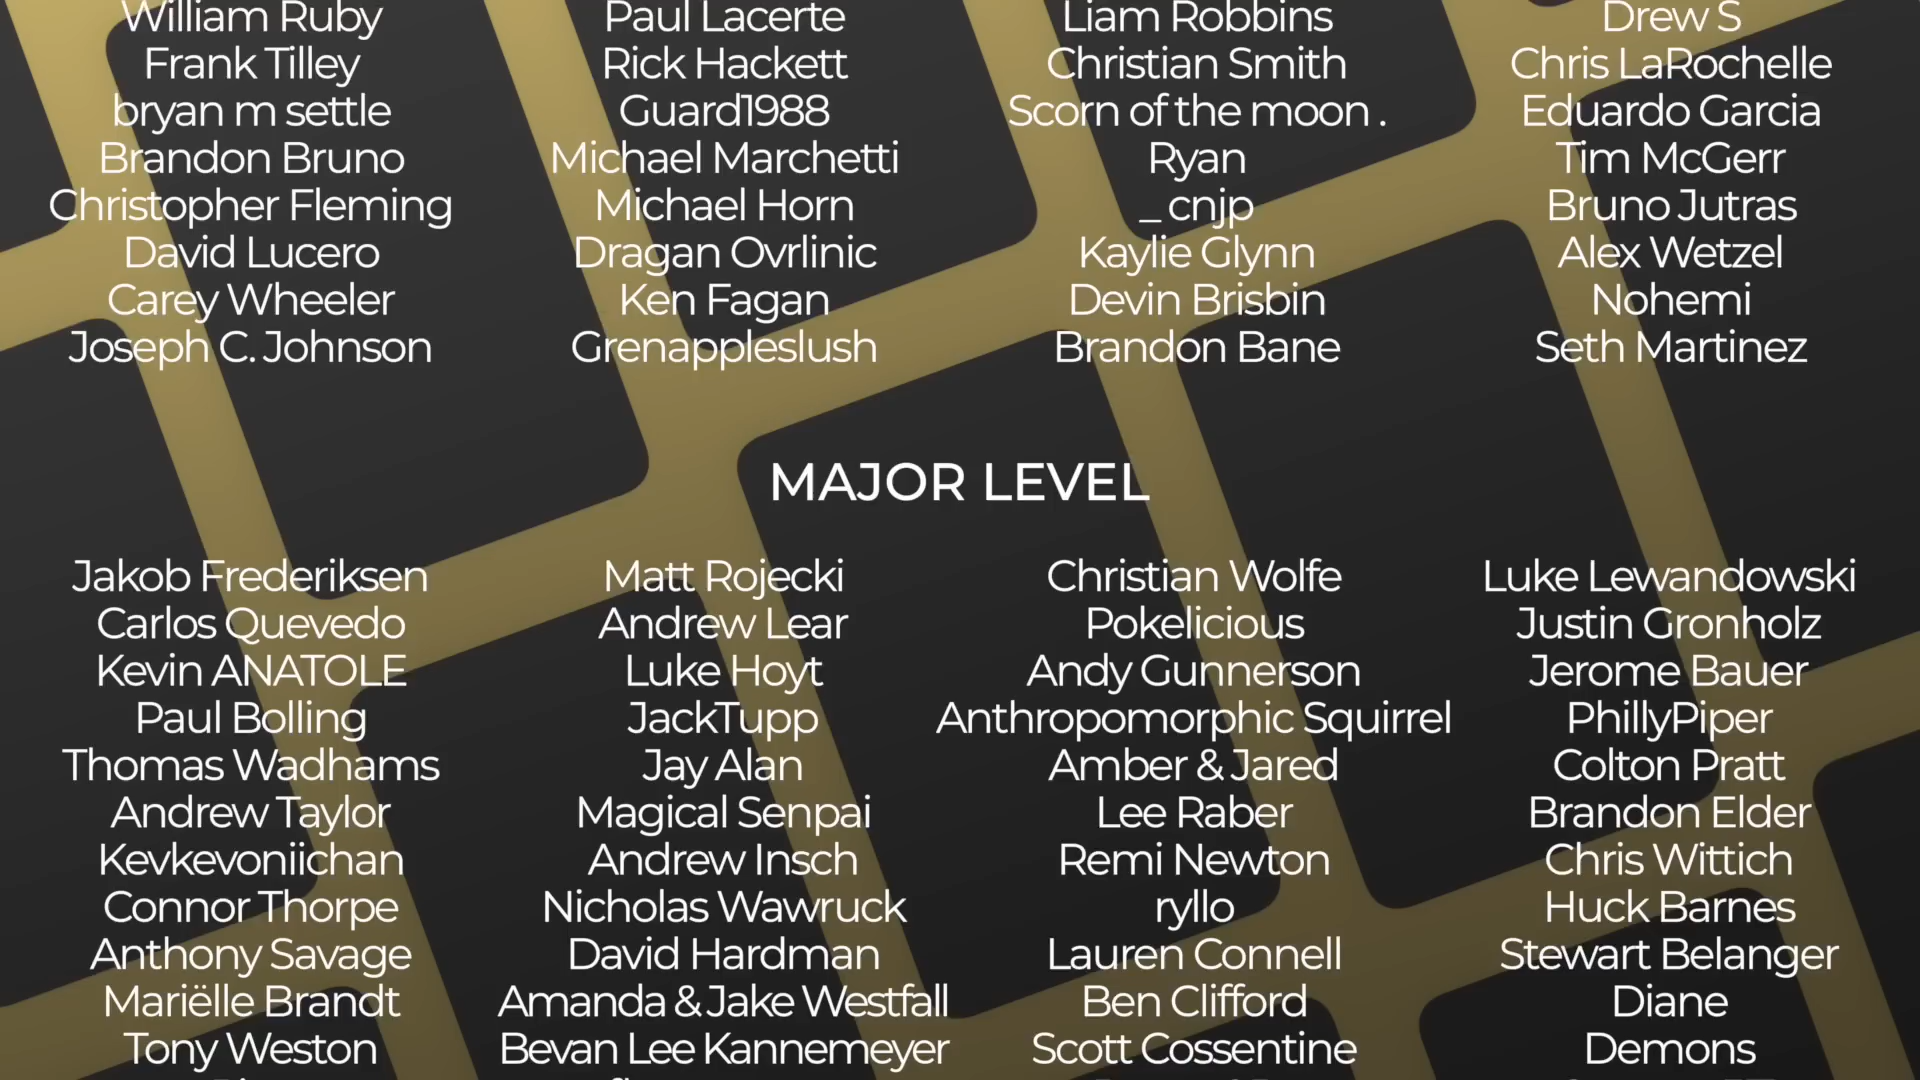 William Ruby Paul Lacerte Liam Robbins Drew S
Frank Tilley Rick Hackett Christian Smith Chris LaRochelle
bryan m settle Guard1988 Scorn of the moon . Eduardo Garcia
Brandon Bruno Michael Marchetti Ryan Tim McGerr
Christopher Fleming Michael Horn _ cnjp Bruno Jutras
David Lucero Dragan Ovrlinic Kaylie Glynn Alex Wetzel
Carey Wheeler Ken Fagan Devin Brisbin Nohemi
Joseph C. Johnson Grenappleslush Brandon Bane Seth Martinez
MAJOR LEVEL
Jakob Frederiksen Matt Rojecki Christian Wolfe Luke Lewandowski
Carlos Quevedo Andrew Lear Pokelicious Justin Gronholz
Kevin ANATOLE Luke Hoyt Andy Gunnerson Jerome Bauer
Paul Bolling JackTupp Anthropomorphic Squirrel PhillyPiper
Thomas Wadhams Jay Alan Amber & Jared Colton Pratt
Andrew Taylor Magical Senpai Lee Raber Brandon Elder
Kevkevoniichan Andrew Insch Remi Newton Chris Wittich
Connor Thorpe Nicholas Wawruck ryllo Huck Barnes
Anthony Savage David Hardman Lauren Connell Stewart Belanger
Mariëlle Brandt Amanda & Jake Westfall Ben Clifford Diane
Tony Weston Bevan Lee Kannemeyer Scott Cossentine Demons